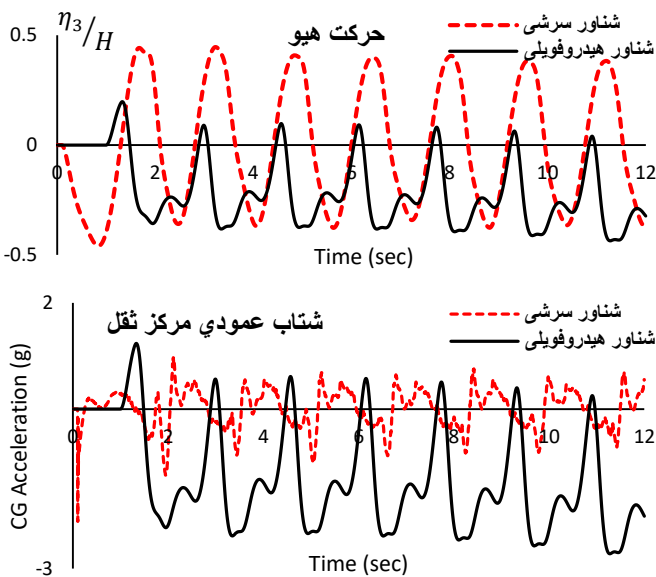 η3/H
حرکت هیو
شناور سرشی
شناور هیدروفویلی
0.5
0
-0.5
0 2 4 6 8 10 12
Time (sec)
شتاب عمودي مرکز ثقل
شناور سرشی
شناور هیدروفویلی
CG Acceleration (g)
2
-3
0 2 4 6 8 10 12
Time (sec)